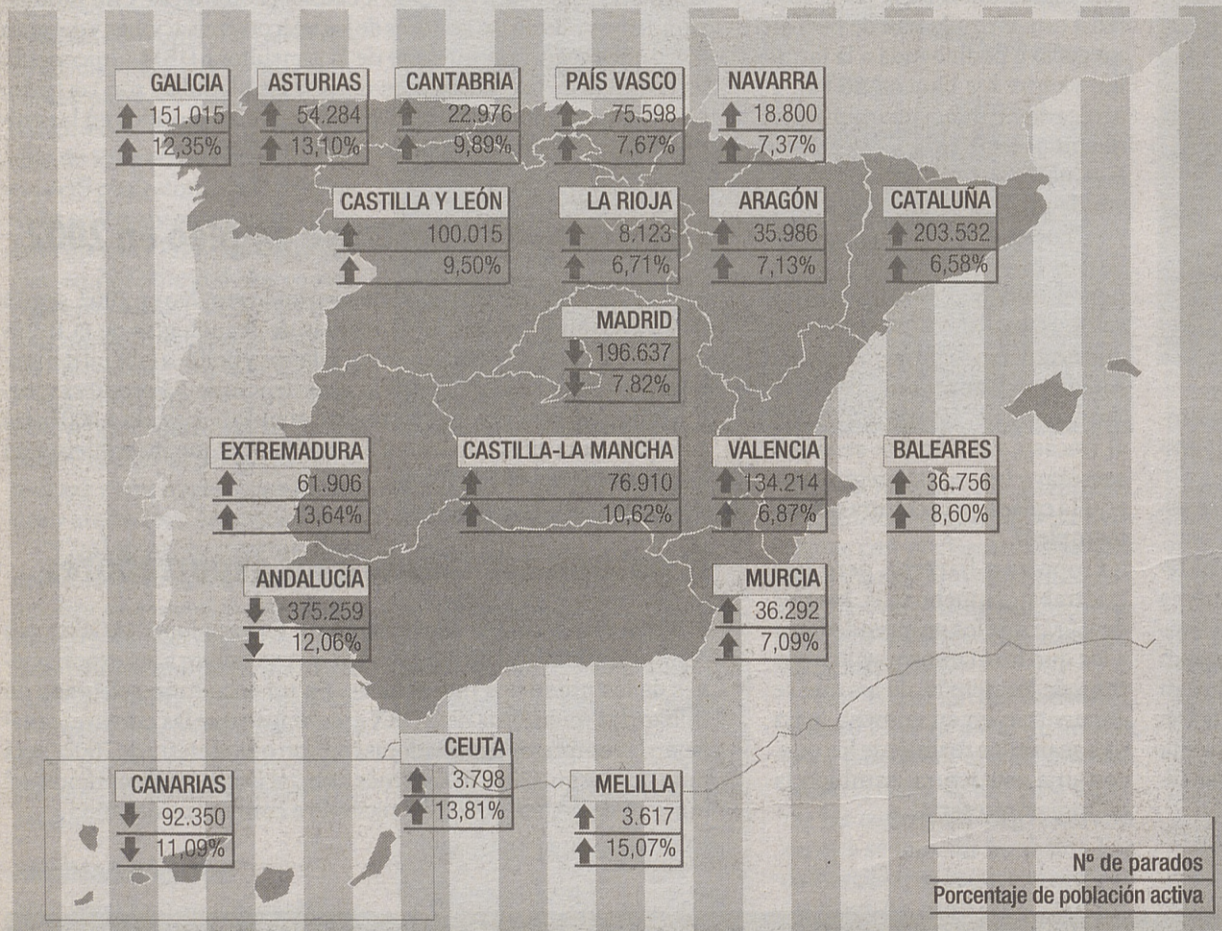 GALICIA
151.015
12,35%
ASTURIAS
54.284
13,10%
CANTABRIA
22.976
9,89%
PAÍS VASCO
75.598
7,67%
NAVARRA
18.800
7,37%
CASTILLA Y LEÓN
100.015
9,50%
LA RIOJA
8.123
6,71%
ARAGÓN
35.986
7,13%
CATALUÑA
203.532
6,58%
MADRID
196.637
7.82%
EXTREMADURA
61.906
13,64%
CASTILLA-LA MANCHA
76.910
10,62%
VALENCIA
134.214
6,87%
BALEARES
36.756
8,60%
ANDALUCÍA
375.259
12,06%
MURCIA
36.292
7,09%
CEUTA
3.798
13,81%
CANARIAS
92.350
11,09%
MELILLA
3.617
15,07%
Nº de parados
Porcentaje de población activa